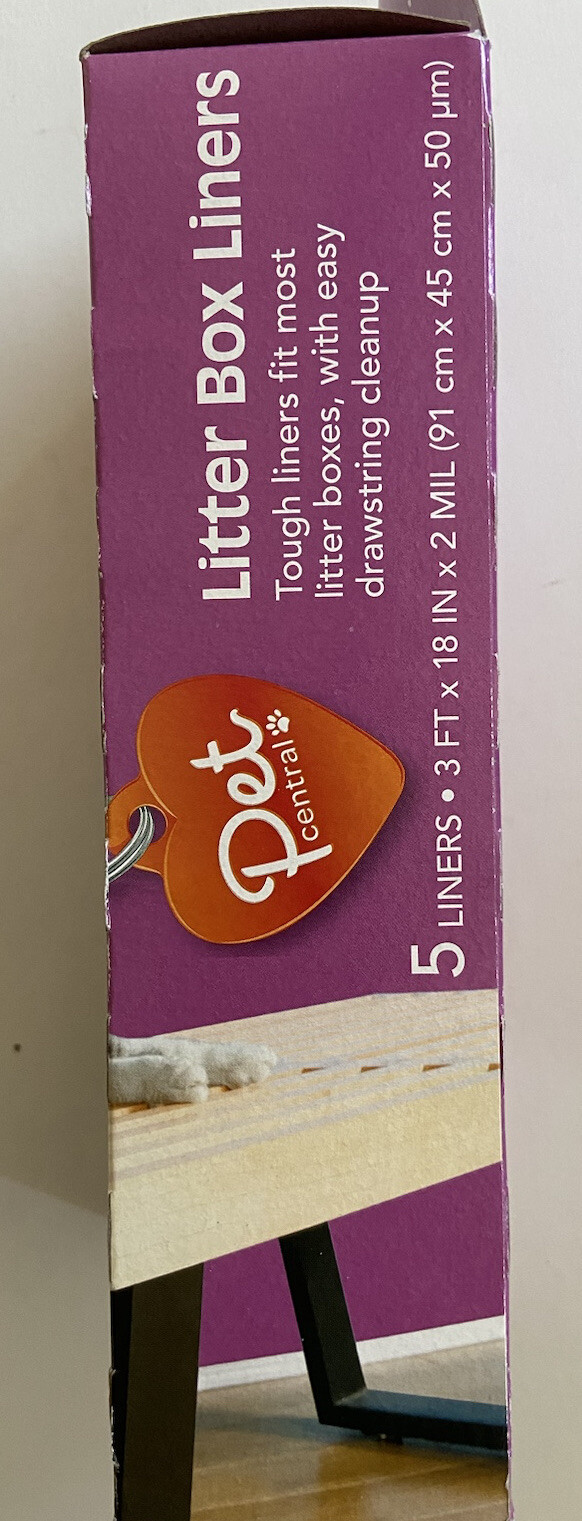 Litter Box Liners
Tough liners fit most
litter boxes, with easy
drawstring cleanup
Pet
central
5 LINERS • 3 FT x 18 IN x 2 MIL (91 cm x 45 cm x 50 µm)